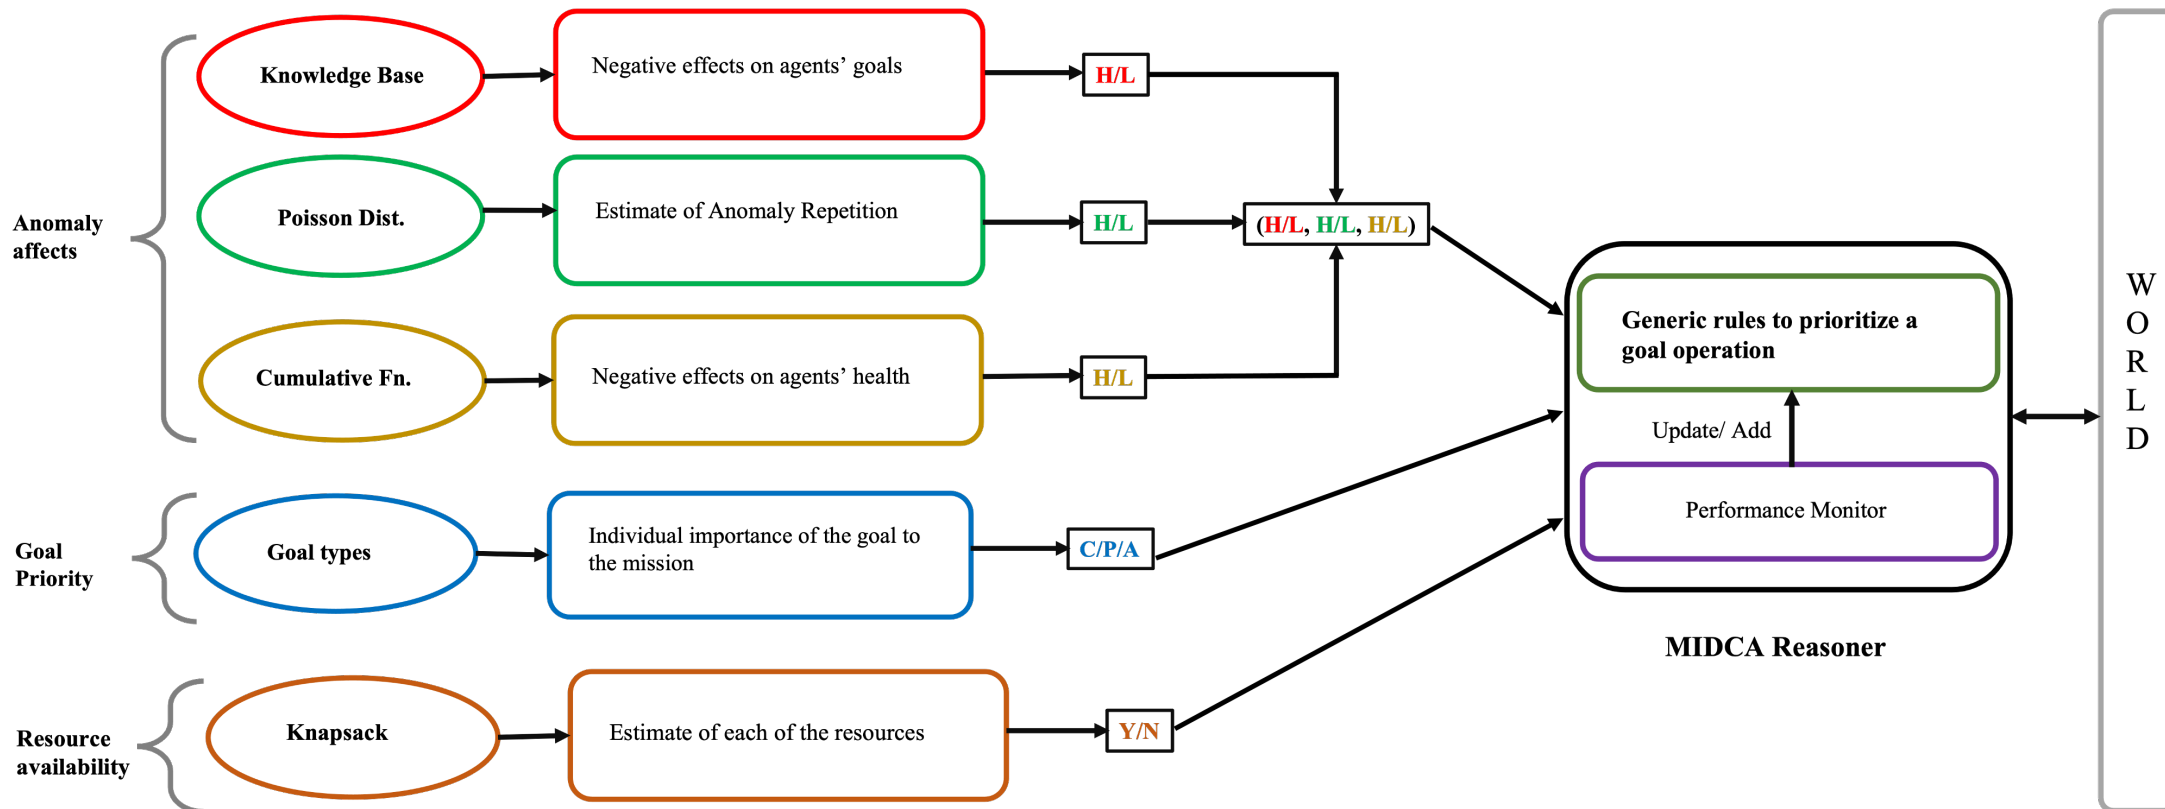 Anomaly
affects
Knowledge Base
Negative effects on agents’ goals
H/L
Poisson Dist.
Estimate of Anomaly Repetition
H/L
(H/L, H/L, H/L)
Cumulative Fn.
Negative effects on agents’ health
H/L
Goal
Priority
Goal types
Individual importance of the goal to
the mission
C/P/A
Resource
availability
Knapsack
Estimate of each of the resources
Y/N
Generic rules to prioritize a
goal operation
Update/ Add
Performance Monitor
MIDCA Reasoner
W
O
R
L
D